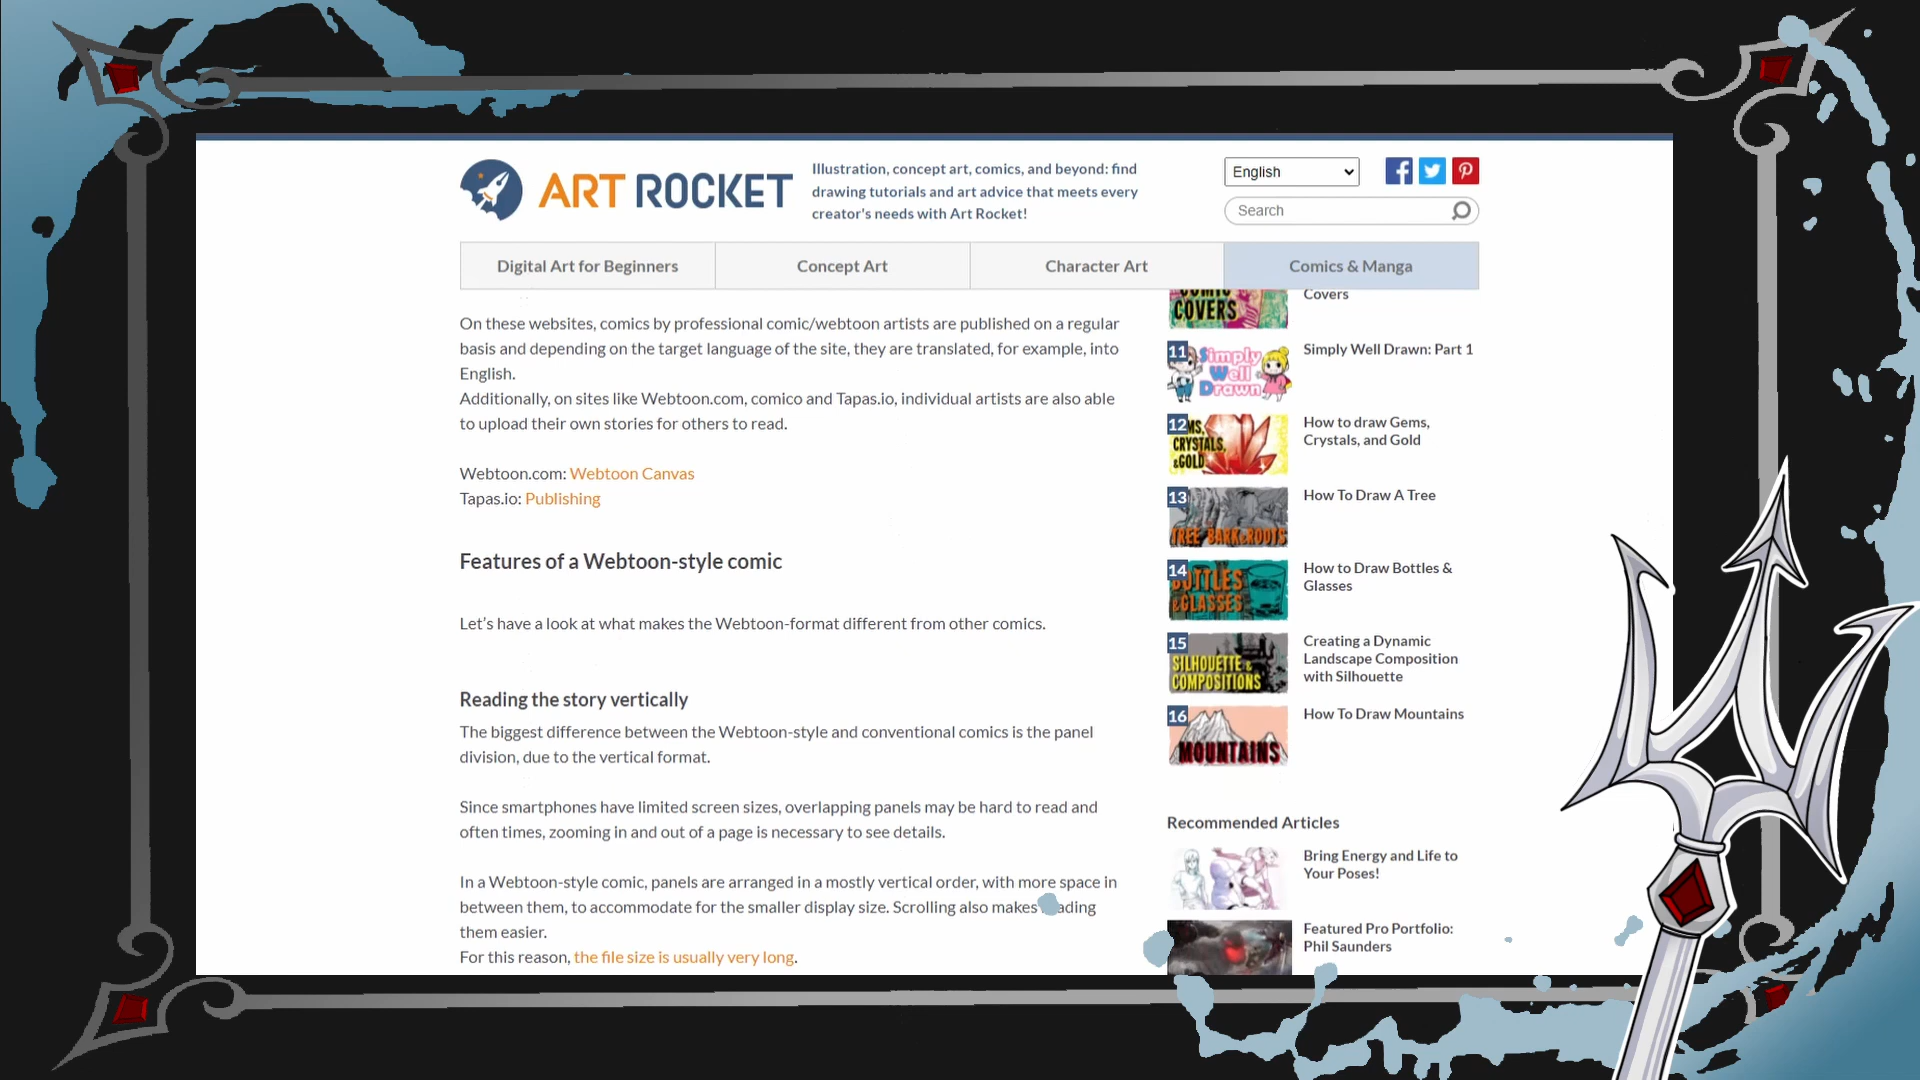 ART ROCKET
Illustration, concept art, comics, and beyond: find
drawing tutorials and art advice that meets every
creator's needs with Art Rocket!
English
Search
Digital Art for Beginners
Concept Art
Character Art
Comics & Manga
On these websites, comics by professional comic/webtoon artists are published on a regular
basis and depending on the target language of the site, they are translated, for example, into
English.
Additionally, on sites like Webtoon.com, comico and Tapas.io, individual artists are also able
to upload their own stories for others to read.
Webtoon.com: Webtoon Canvas
Tapas.io: Publishing
Features of a Webtoon-style comic
Let's have a look at what makes the Webtoon-format different from other comics.
Reading the story vertically
The biggest difference between the Webtoon-style and conventional comics is the panel
division, due to the vertical format.
Since smartphones have limited screen sizes, overlapping panels may be hard to read and
often times, zooming in and out of a page is necessary to see details.
In a Webtoon-style comic, panels are arranged in a mostly vertical order, with more space in
between them, to accommodate for the smaller display size. Scrolling also makes
them easier.
For this reason, the file size is usually very long.
COVERS
Covers
11
Simply
Well
Drawn
Simply Well Drawn: Part 1
12
CRYSTALS,
&GOLD
How to draw Gems,
Crystals, and Gold
13
TREE BARK & ROOTS
How To Draw A Tree
14
BOTTLES
&GLASSES
How to Draw Bottles &
Glasses
15
SILHOUETTE &
COMPOSITIONS
Creating a Dynamic
Landscape Composition
with Silhouette
16
MOUNTAINS
How To Draw Mountains
Recommended Articles
Bring Energy and Life to
Your Poses!
Featured Pro Portfolio:
Phil Saunders